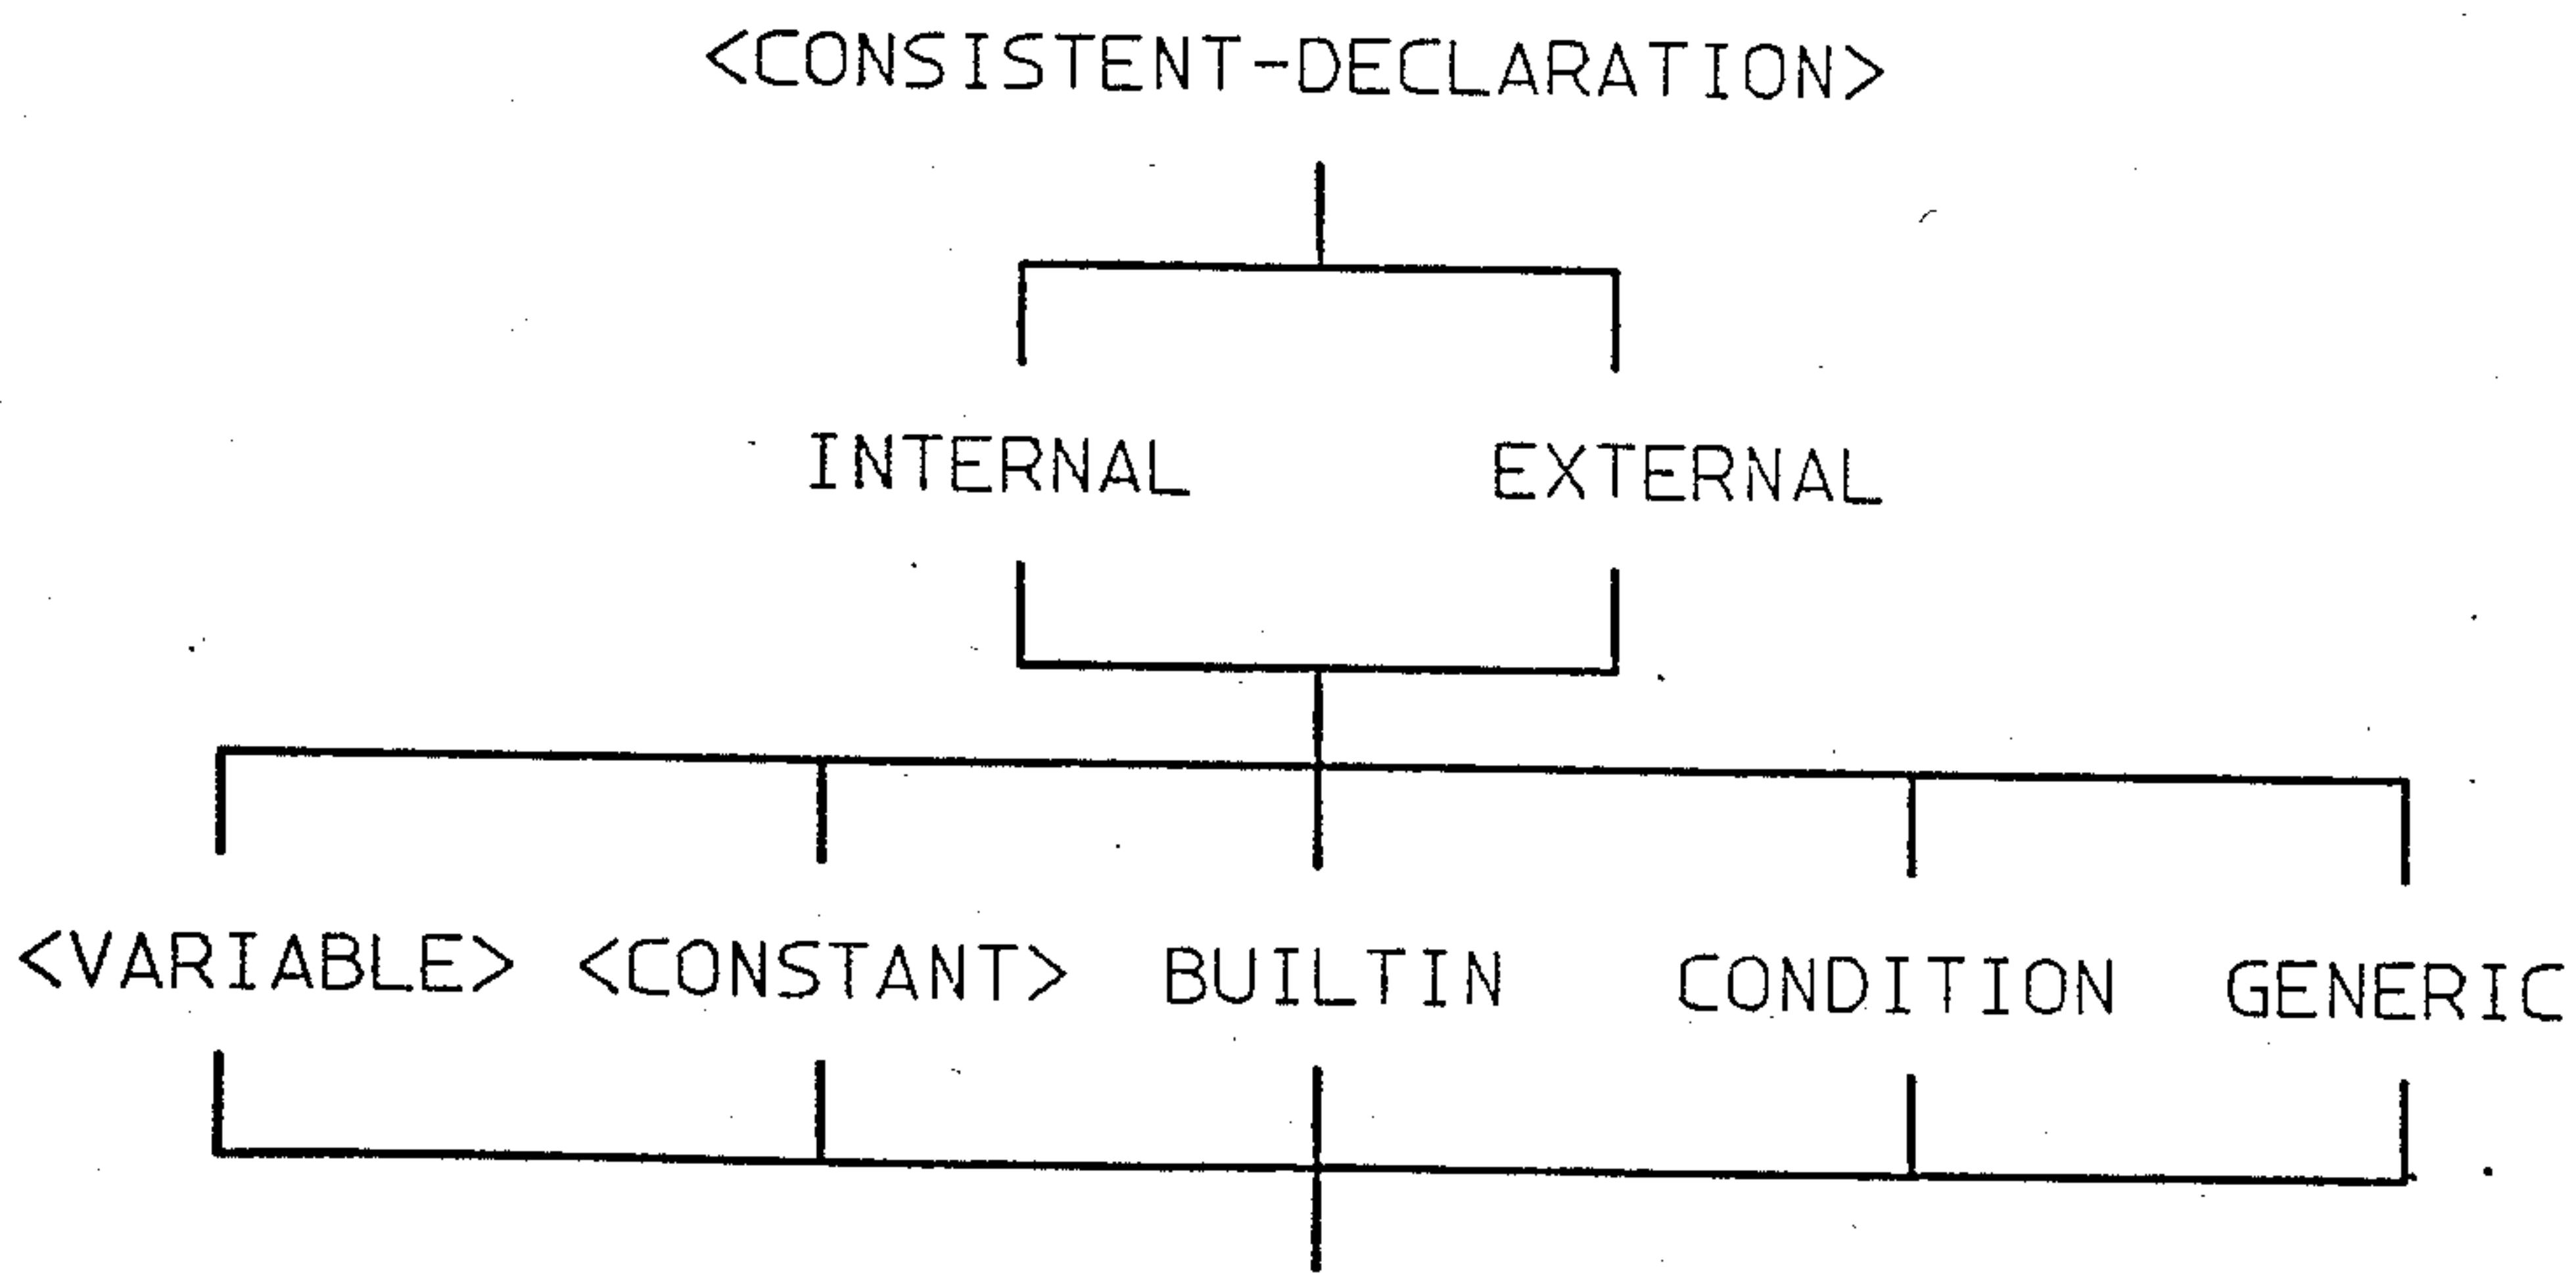 <CONSISTENT-DECLARATION>
INTERNAL EXTERNAL
<VARIABLE> <CONSTANT> BUILTIN CONDITION GENERIC